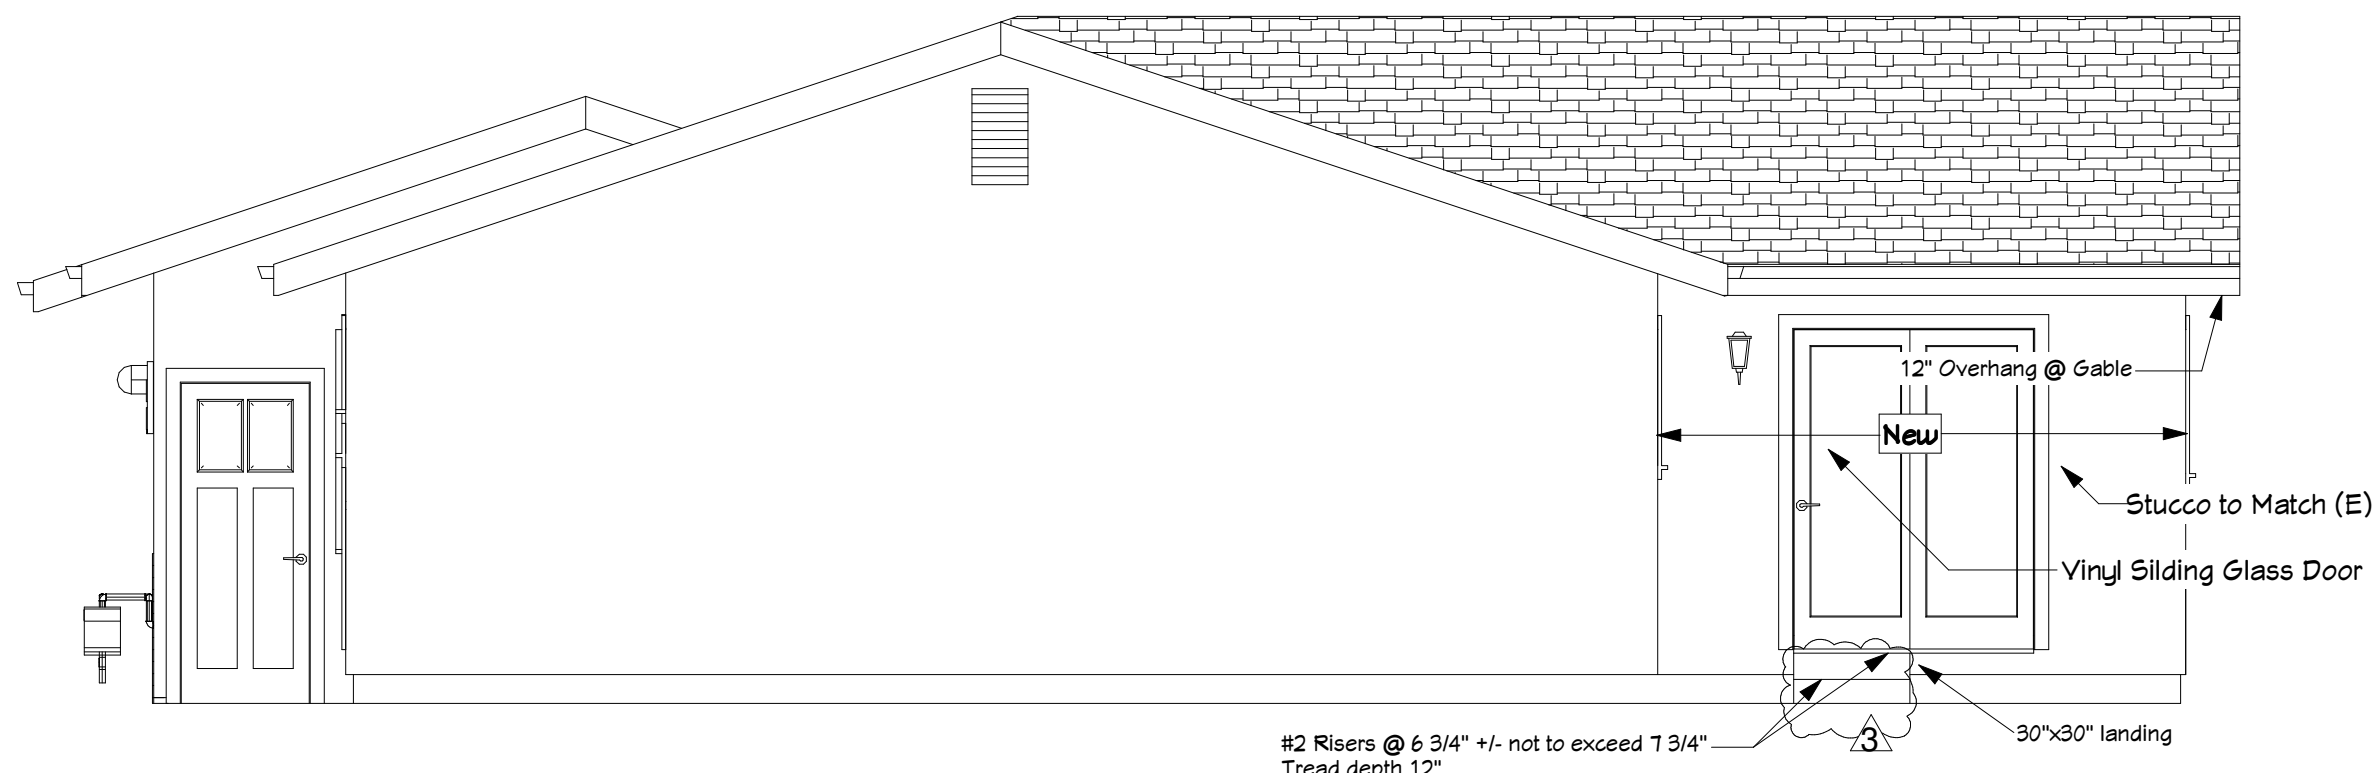 12" Overhang @ Gable
New
Stucco to Match (E)
Vinyl Silding Glass Door
#2 Risers @ 6 3/4" +/- not to exceed 7 3/4"
Tread depth 12"
3
30"x30" landing